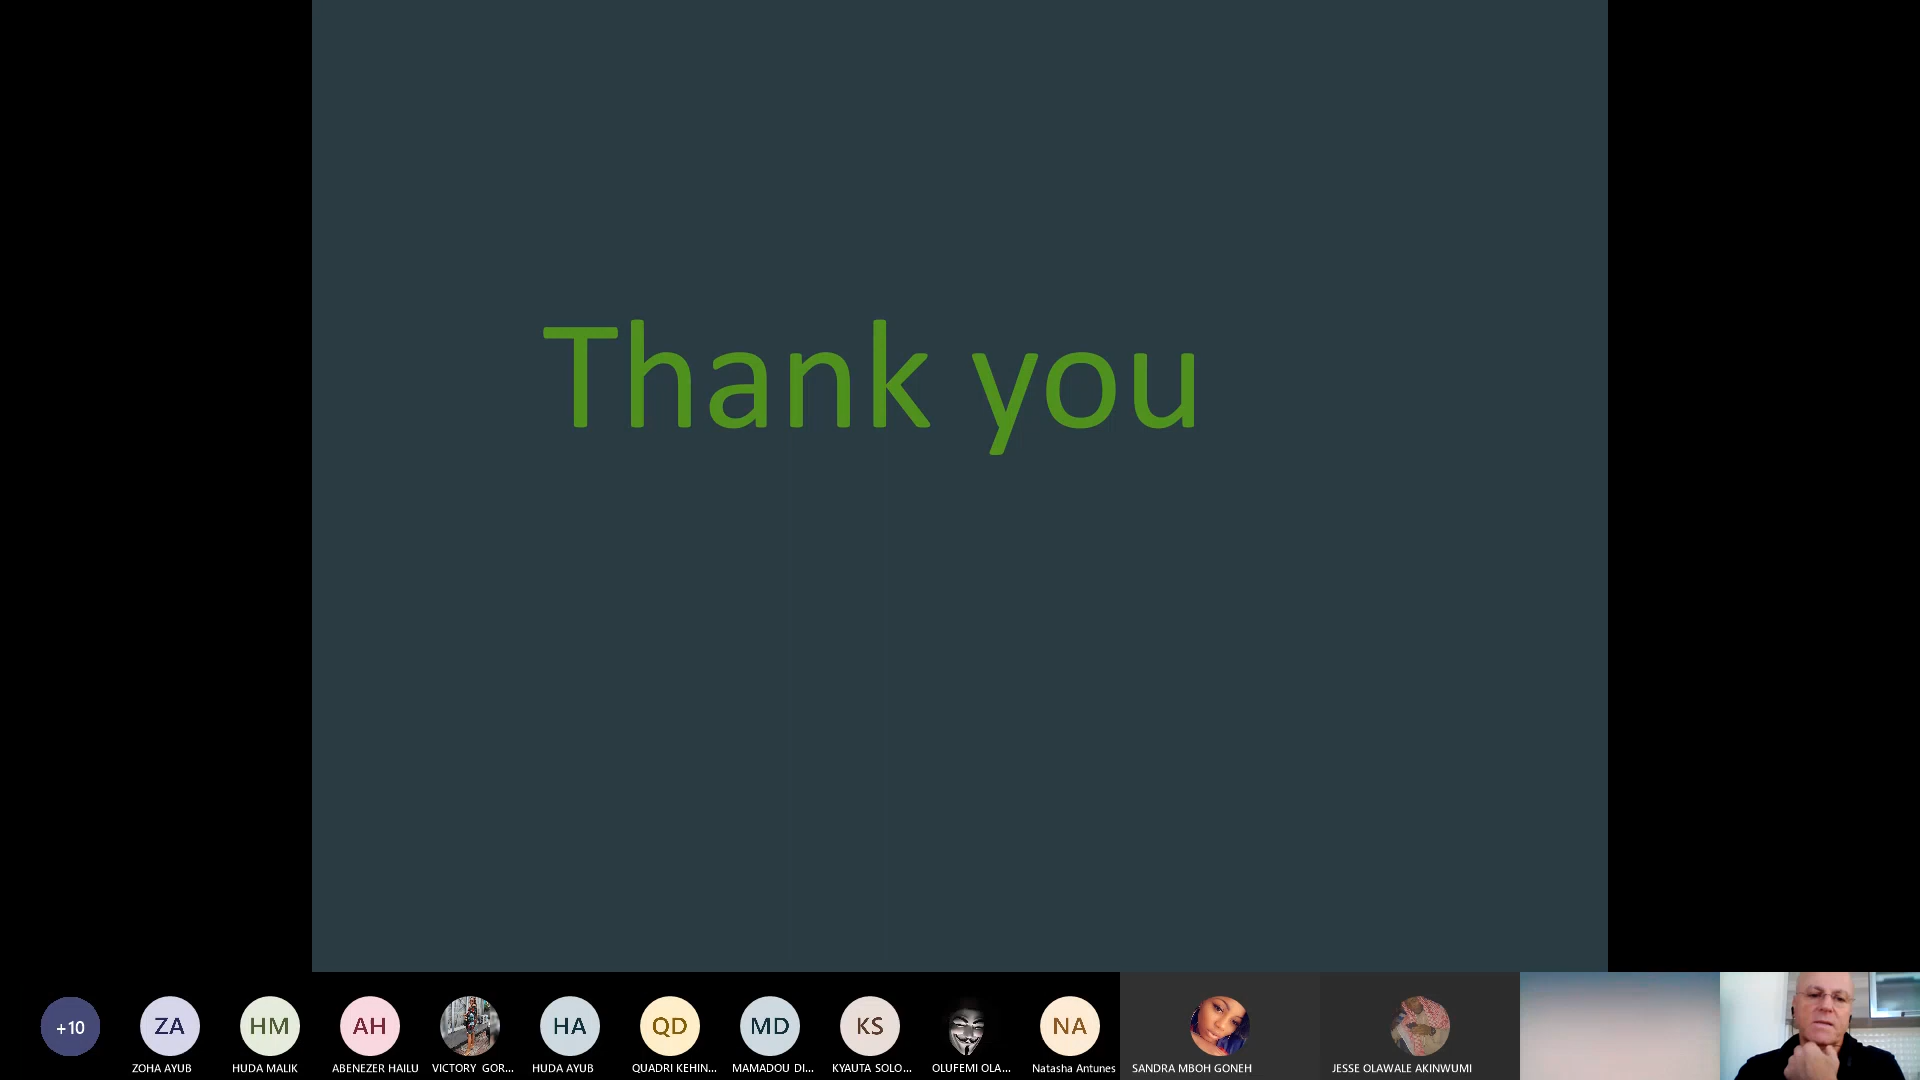 Thank you
+10
ZA
HM
AH
HA
QD
MD
KS
NA
ZOHA AYUB
HUDA MALIK
ABENEZER HAILU
VICTORY GOR...
HUDA AYUB
QUADRI KEHIN...
MAMADOU DI...
KYAUTA SOLO...
OLUFEMI OLA...
Natasha Antunes
SANDRA MBOH GONEH
JESSE OLAWALE AKINWUMI